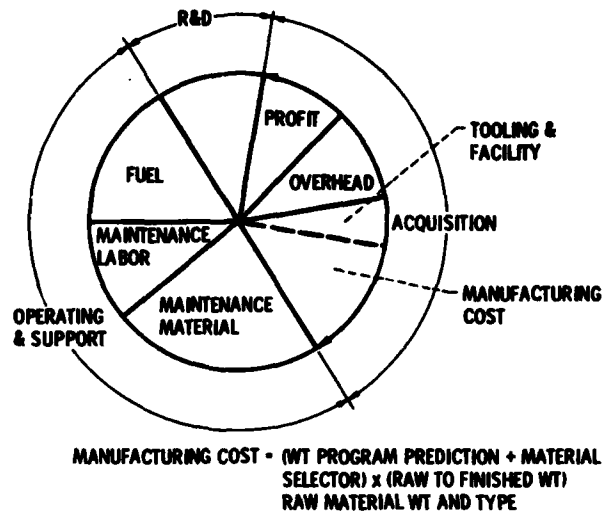 R&D
PROFIT
TOOLING &
FACILITY
FUEL
OVERHEAD
ACQUISITION
MAINTENANCE
LABOR
MANUFACTURING
COST
OPERATING
& SUPPORT
MAINTENANCE
MATERIAL
MANUFACTURING COST - (WT PROGRAM PREDICTION + MATERIAL
SELECTOR) x (RAW TO FINISHED WT)
RAW MATERIAL WT AND TYPE